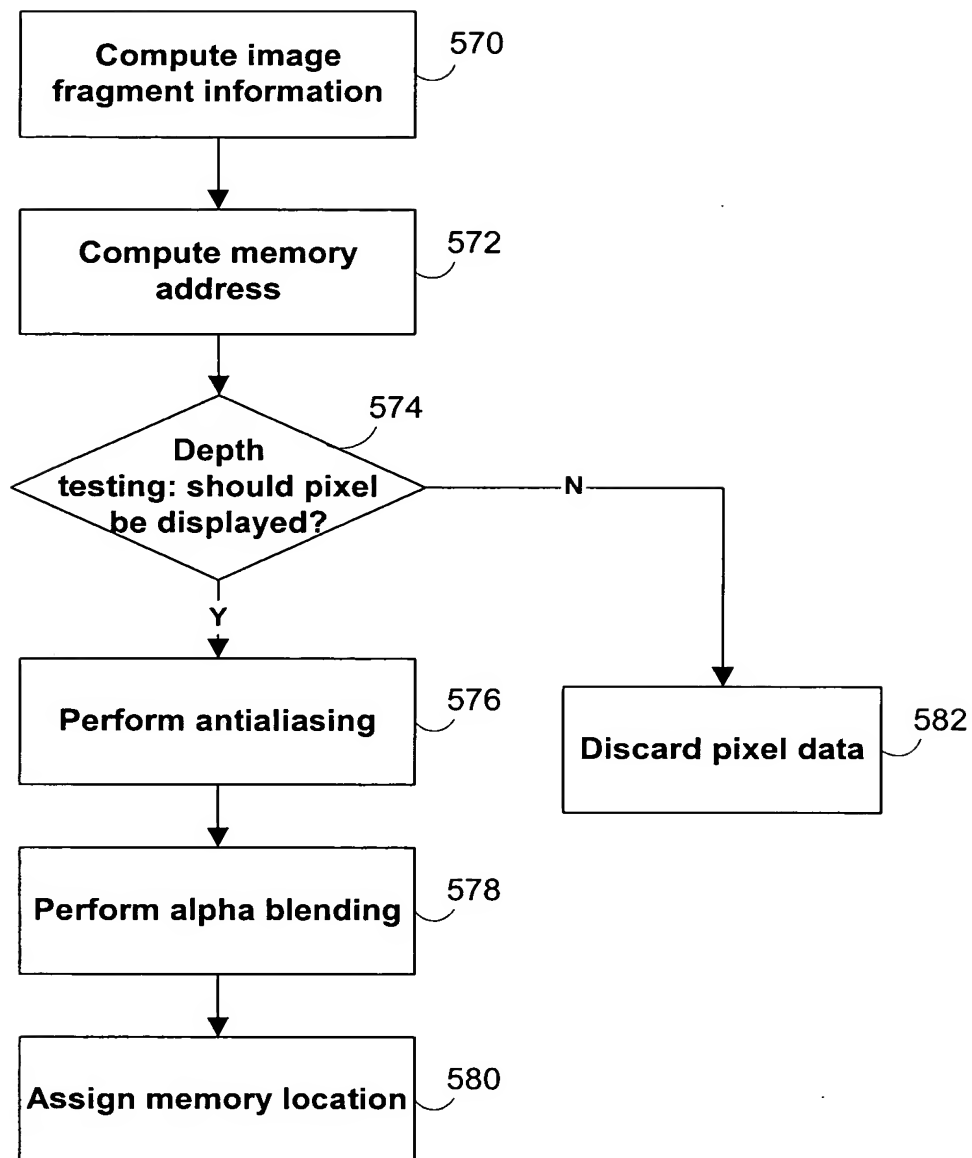 Compute image
fragment information
570
Compute memory
address
572
574
Depth
testing: should pixel
be displayed?
N
Y
Perform antialiasing
576
Discard pixel data
582
Perform alpha blending
578
Assign memory location
580